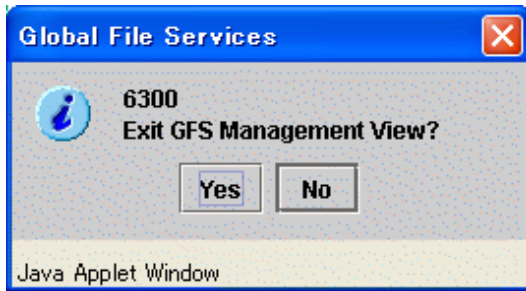 Global File Services
6300
Exit GFS Management View?
Yes No
Java Applet Window